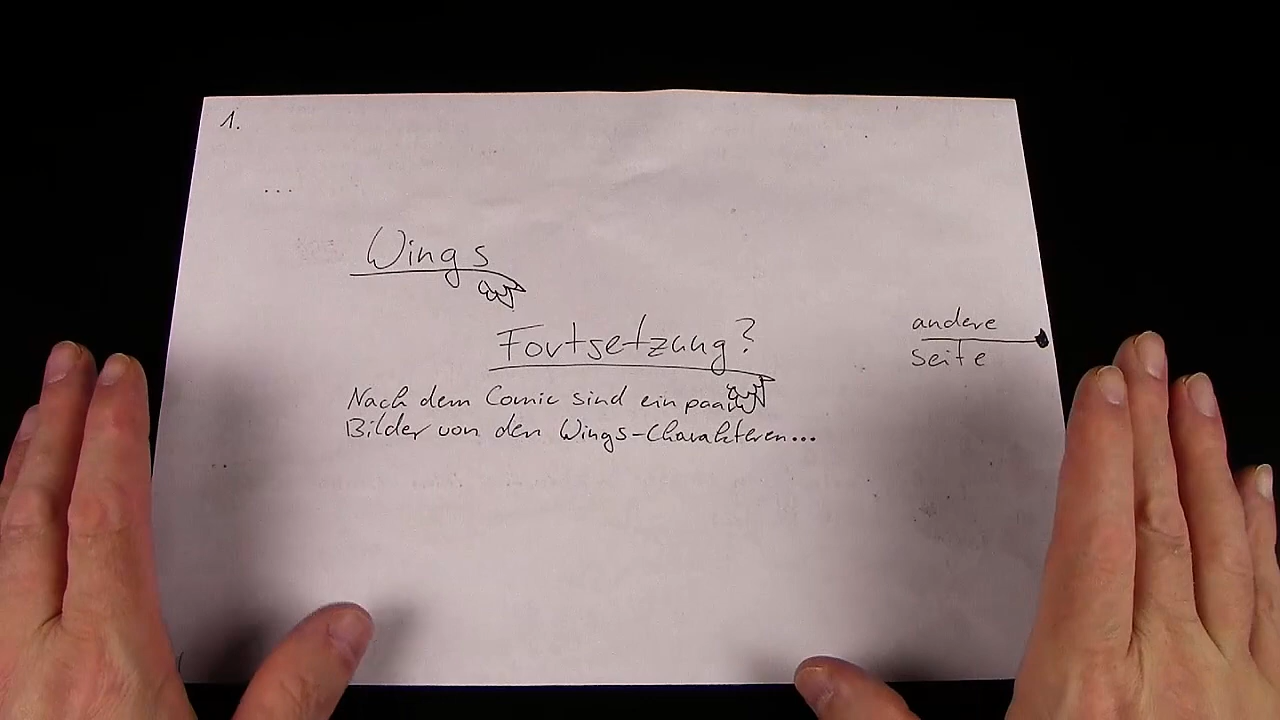 1.
...
Wings
Fortsetzung?
andere
seite
Nach dem Comic sind ein paar
Bilder von den Wings-Charakteren...